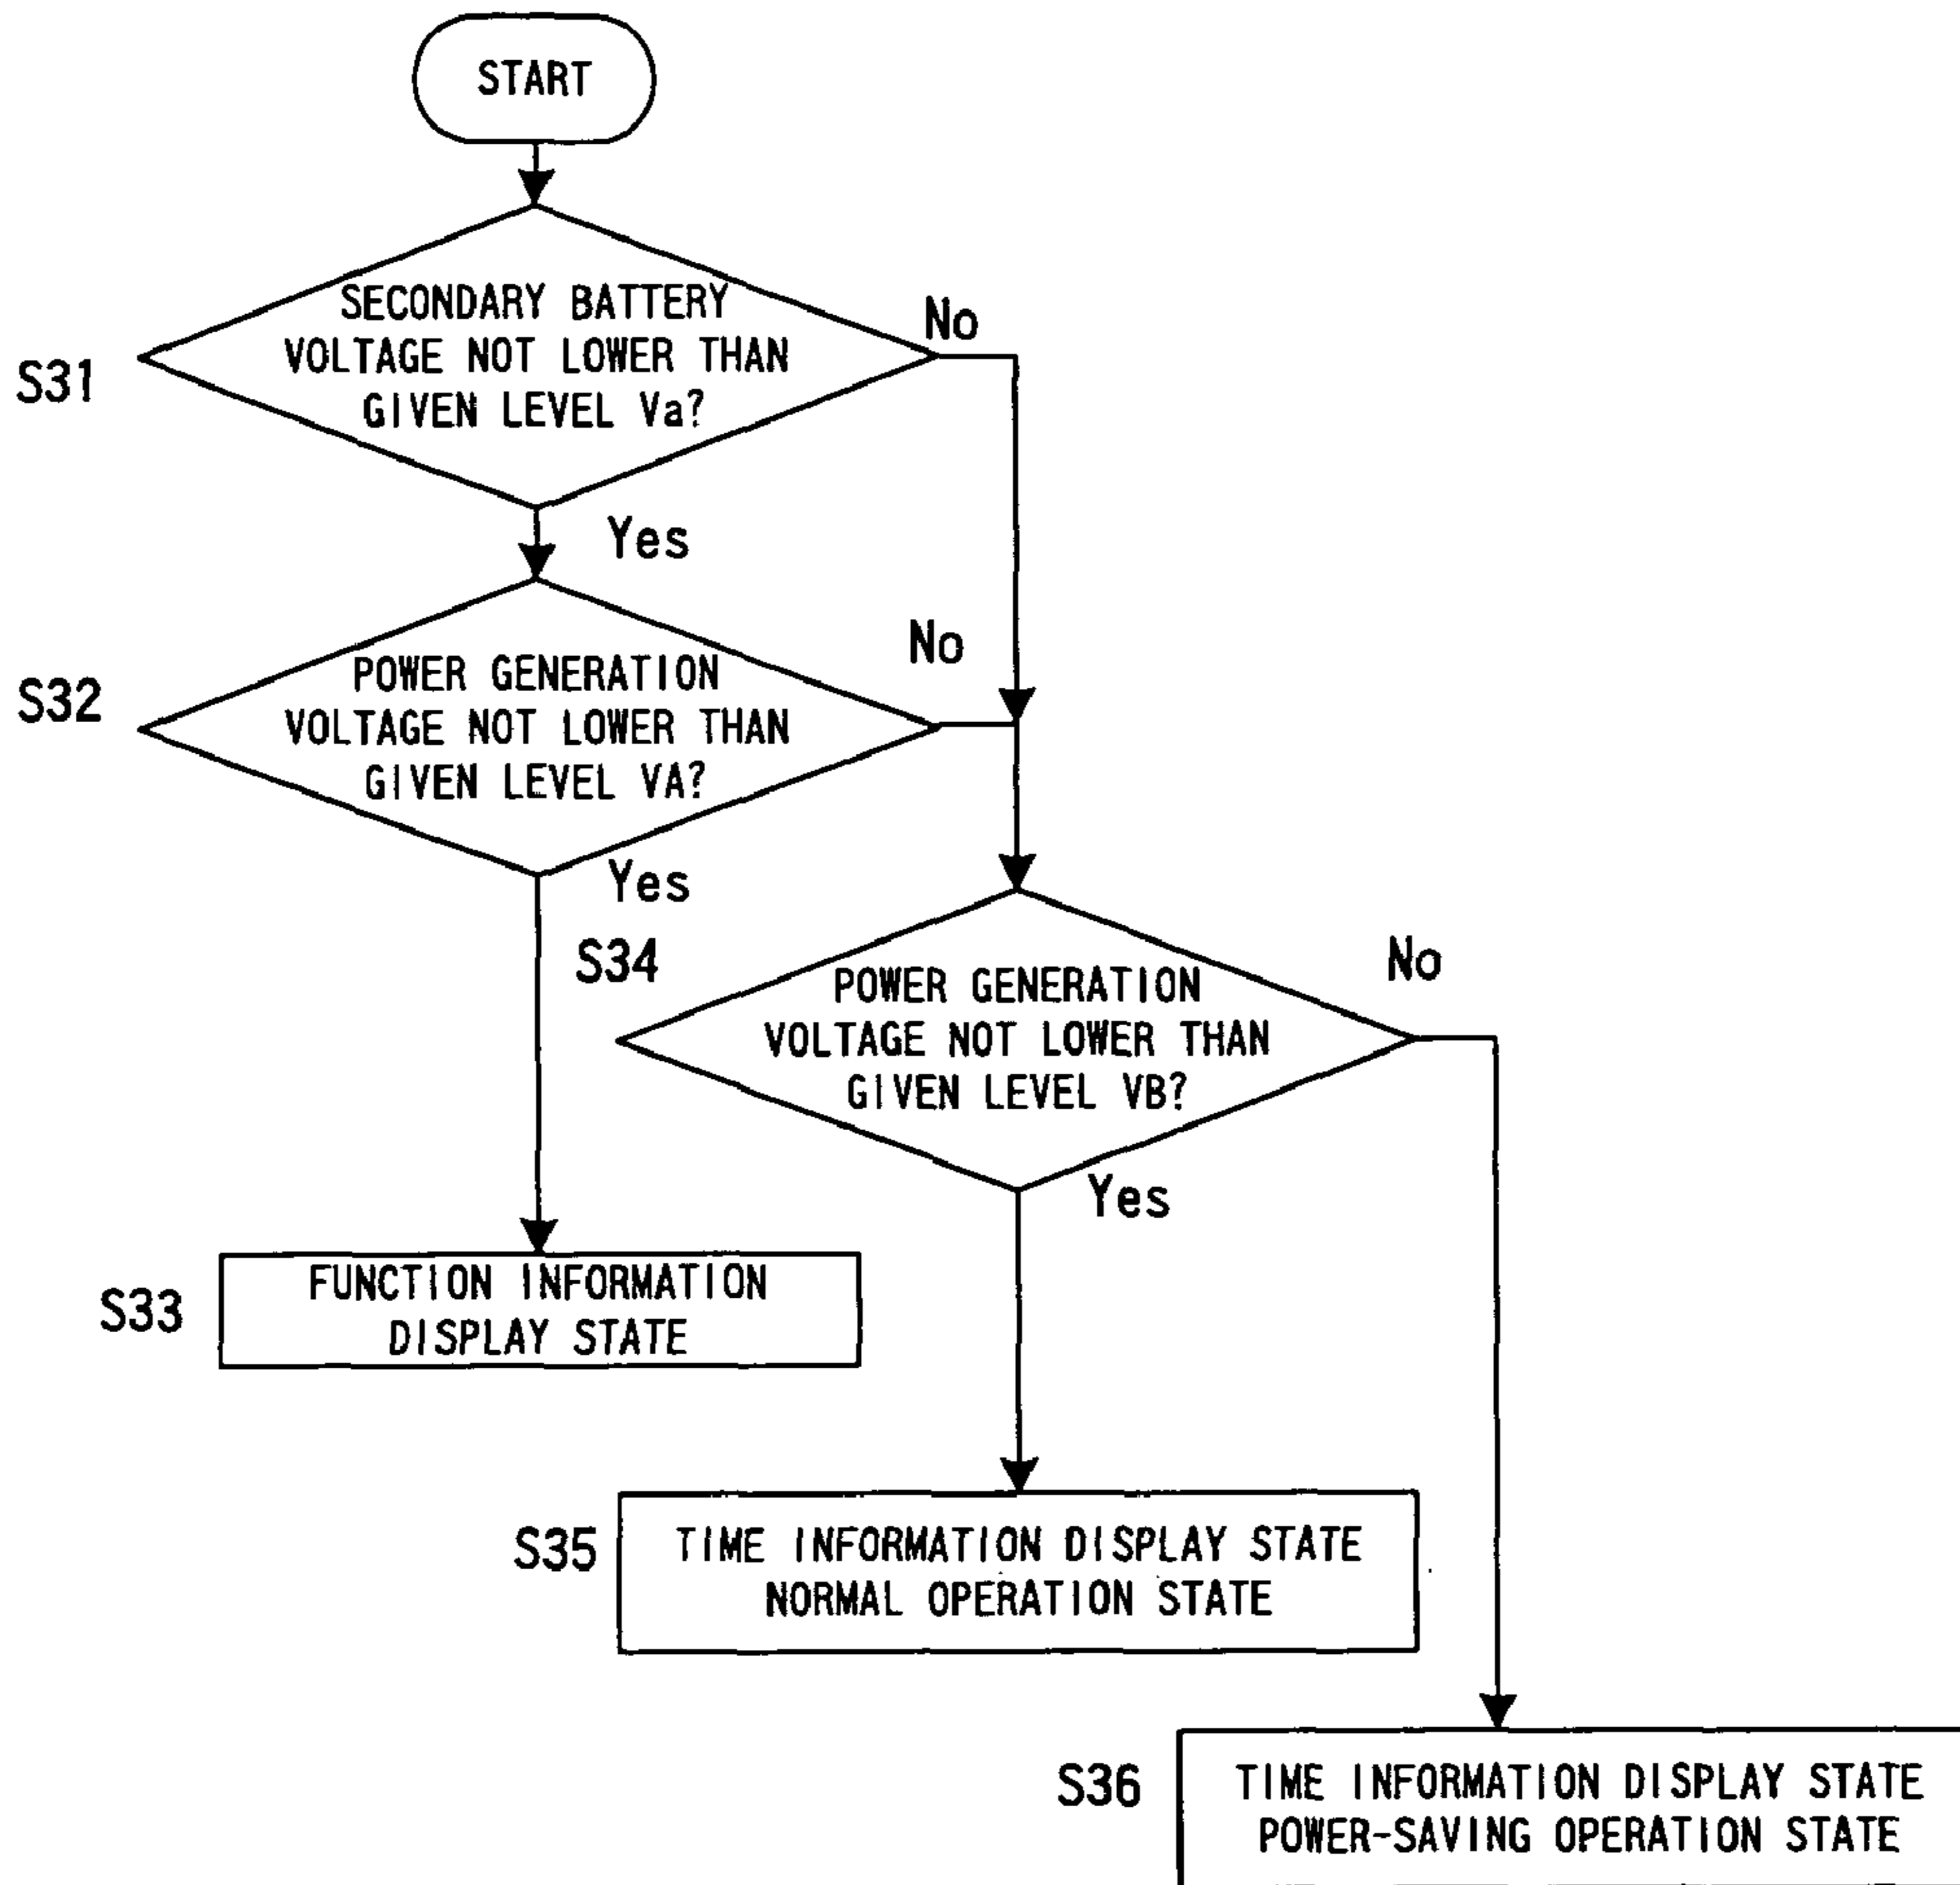 START
SECONDARY BATTERY
VOLTAGE NOT LOWER THAN
GIVEN LEVEL Va?
No
S31
Yes
POWER GENERATION
VOLTAGE NOT LOWER THAN
GIVEN LEVEL VA?
No
S32
Yes
S34
POWER GENERATION
VOLTAGE NOT LOWER THAN
GIVEN LEVEL VB?
No
Yes
S33
FUNCTION INFORMATION
DISPLAY STATE
S35
TIME INFORMATION DISPLAY STATE
NORMAL OPERATION STATE
S36
TIME INFORMATION DISPLAY STATE
POWER-SAVING OPERATION STATE